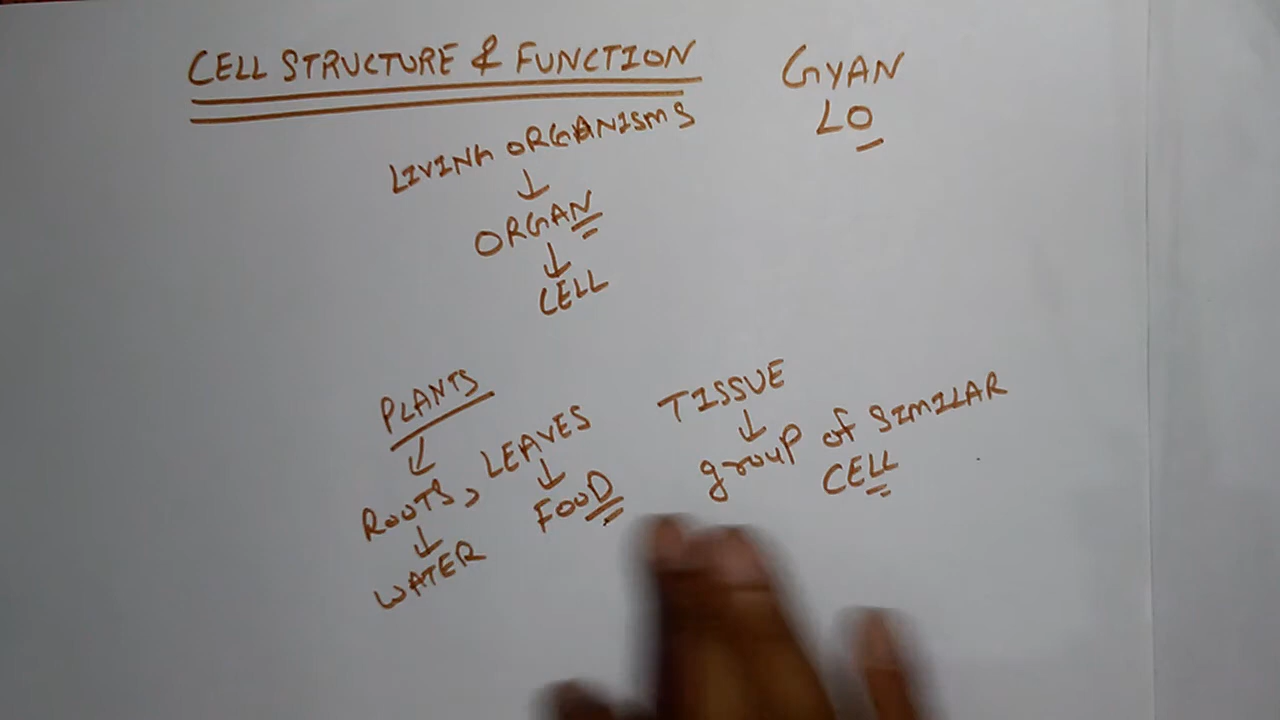 CELL STRUCTURE & FUNCTION
GYAN
LO
LIVING ORGANISMS
↓
ORGAN
↓
CELL
PLANTS
↓
ROOTS, LEAVES
↓ ↓
WATER FOOD
TISSUE
↓
group of SIMILAR
CELL